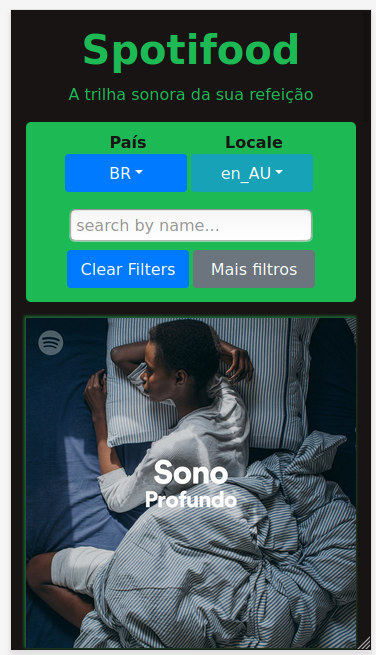 Spotifood
A trilha sonora da sua refeição
País Locale
BR en_AU
search by name...
Clear Filters Mais filtros
Sono
Profundo